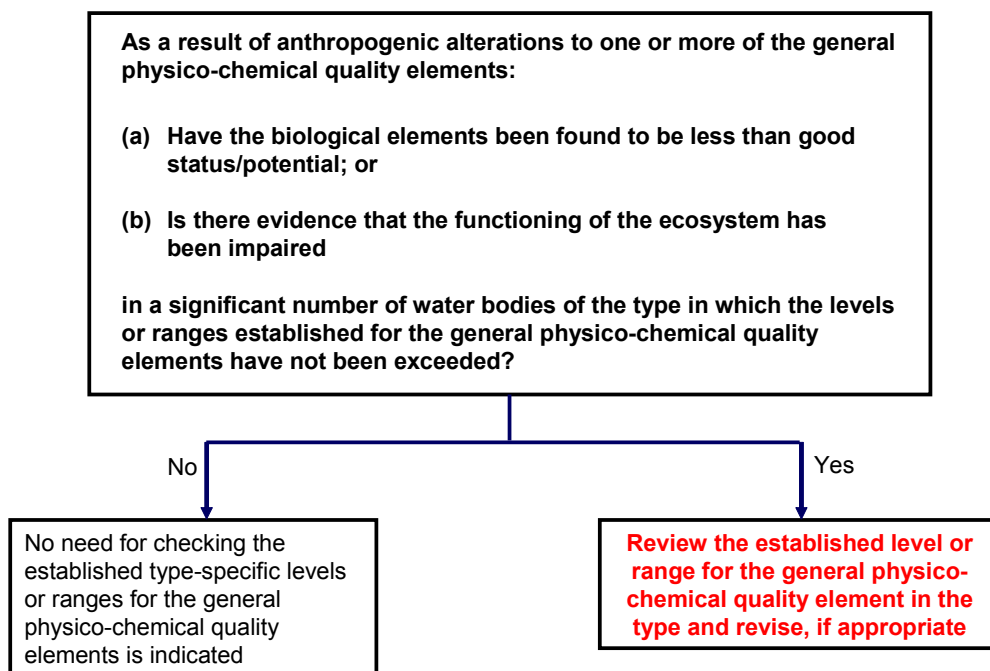 As a result of anthropogenic alterations to one or more of the general
physico-chemical quality elements:
(a) Have the biological elements been found to be less than good
status/potential; or
(b) Is there evidence that the functioning of the ecosystem has
been impaired
in a significant number of water bodies of the type in which the levels
or ranges established for the general physico-chemical quality
elements have not been exceeded?
No
Yes
No need for checking the
established type-specific levels
or ranges for the general
physico-chemical quality
elements is indicated
Review the established level or
range for the general physico-
chemical quality element in the
type and revise, if appropriate